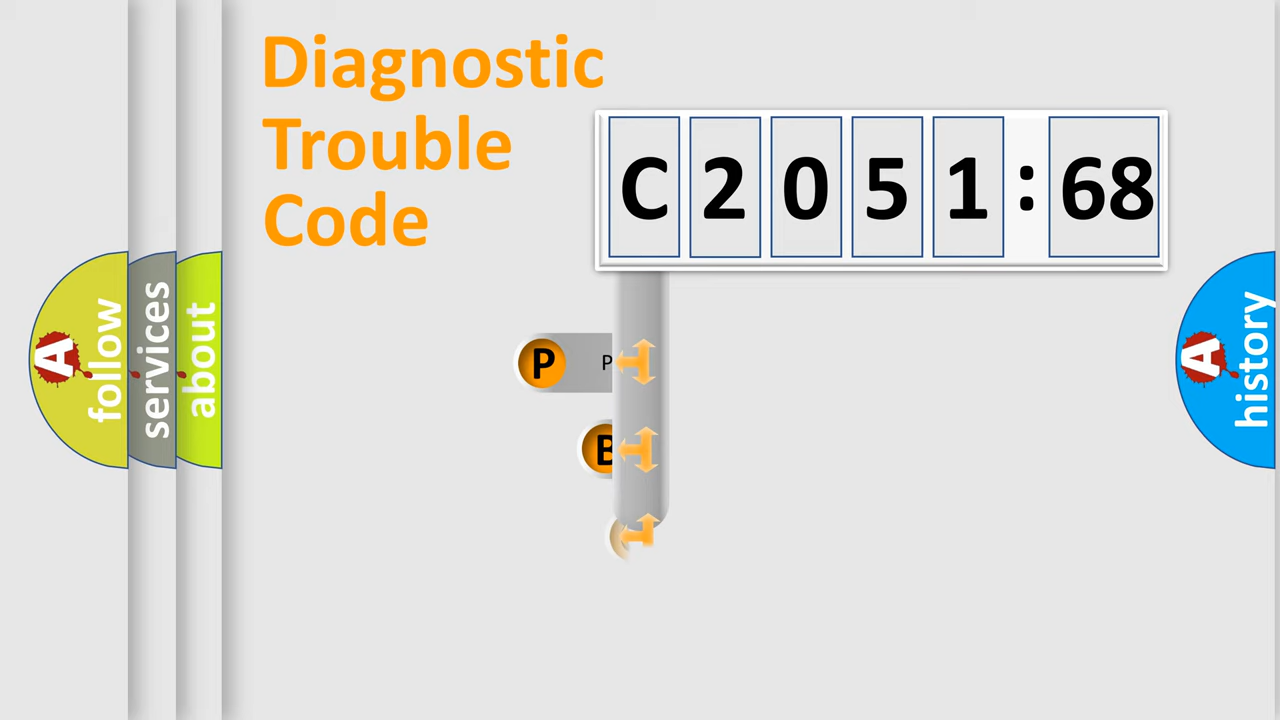 Diagnostic
Trouble
Code
C 2 0 5 1 : 68
P P
B
A follow
services
about
A history